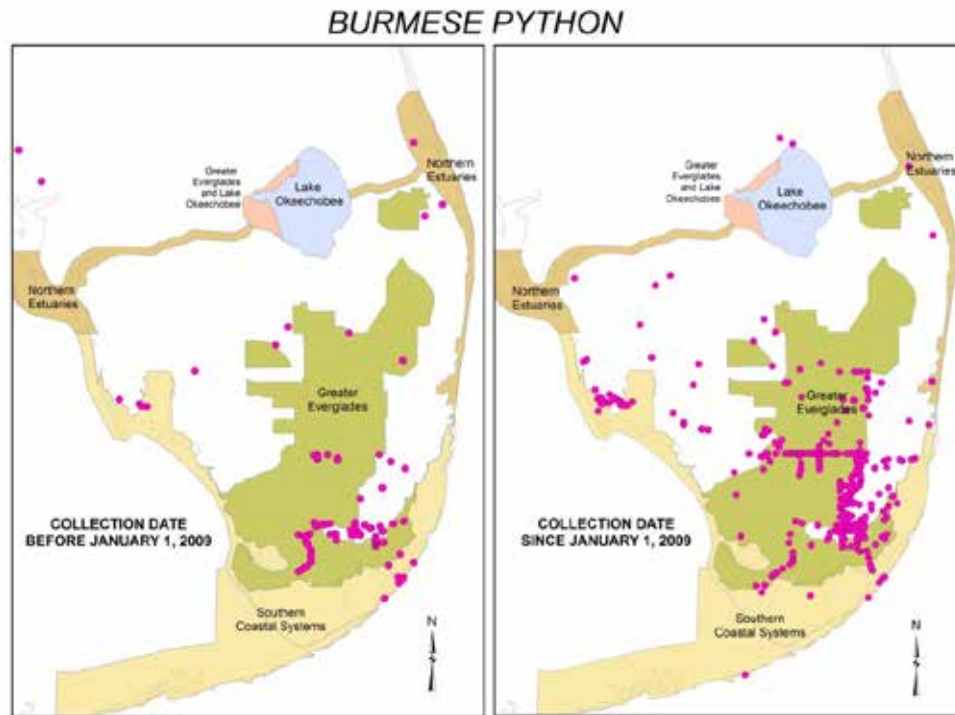 BURMESE PYTHON
Greater
Everglades
and Lake
Okeechobee
Lake
Okeechobee
Northern
Estuaries
Northern
Estuaries
Greater
Everglades
COLLECTION DATE
BEFORE JANUARY 1, 2009
Southern
Coastal Systems
N
Greater
Everglades
and Lake
Okeechobee
Lake
Okeechobee
Northern
Estuaries
Northern
Estuaries
Greater
Everglades
COLLECTION DATE
SINCE JANUARY 1, 2009
Southern
Coastal Systems
N